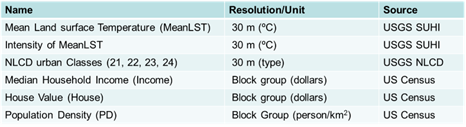 Name Resolution/Unit Source
Mean Land surface Temperature (MeanLST) 30 m (ºC) USGS SUHI
Intensity of MeanLST 30 m (ºC) USGS SUHI
NLCD urban Classes (21, 22, 23, 24) 30 m (type) USGS NLCD
Median Household Income (Income) Block group (dollars) US Census
House Value (House) Block group (dollars) US Census
Population Density (PD) Block Group (person/km²) US Census